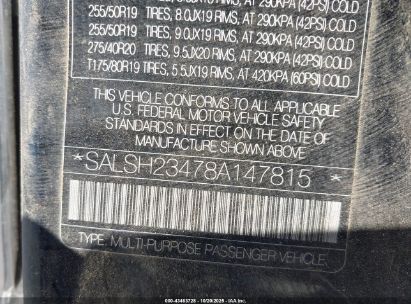 255/50R19 TIRES, 8.0JX19 RIMS, AT 290KPA (42PSI) COLD
255/50R19 TIRES, 9.0JX19 RIMS, AT 290KPA (42PSI) COLD
275/40R20 TIRES, 9.5JX20 RIMS, AT 290KPA (42PSI) COLD
T175/80R19 TIRES, 5.5JX19 RIMS, AT 420KPA (60PSI) COLD
THIS VEHICLE CONFORMS TO ALL APPLICABLE
U.S. FEDERAL MOTOR VEHICLE SAFETY
STANDARDS IN EFFECT ON THE DATE OF
MANUFACTURE SHOWN ABOVE
*SALSH23478A147815*
TYPE: MULTI-PURPOSE PASSENGER VEHICLE.